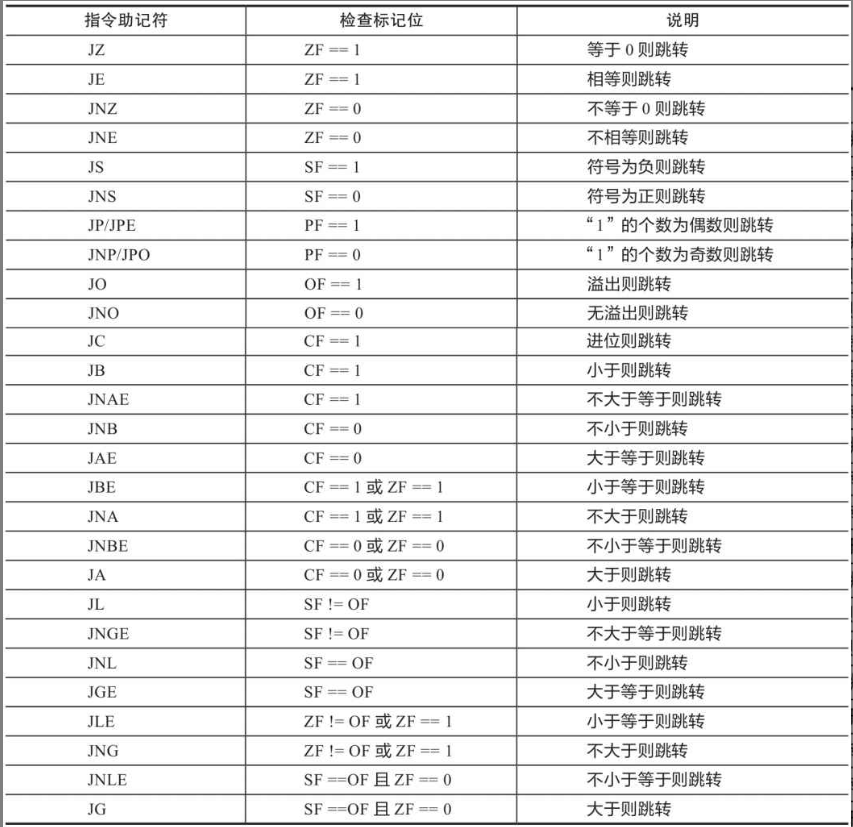 指令助记符 检查标记位 说明
JZ ZF == 1 等于 0 则跳转
JE ZF == 1 相等则跳转
JNZ ZF == 0 不等于 0 则跳转
JNE ZF == 0 不相等则跳转
JS SF == 1 符号为负则跳转
JNS SF == 0 符号为正则跳转
JP/JPE PF == 1 “1”的个数为偶数则跳转
JNP/JPO PF == 0 “1”的个数为奇数则跳转
JO OF == 1 溢出则跳转
JNO OF == 0 无溢出则跳转
JC CF == 1 进位则跳转
JB CF == 1 小于则跳转
JNAE CF == 1 不大于等于则跳转
JNB CF == 0 不小于则跳转
JAE CF == 0 大于等于则跳转
JBE CF == 1 或 ZF == 1 小于等于则跳转
JNA CF == 1 或 ZF == 1 不大于则跳转
JNBE CF == 0 或 ZF == 0 不小于等于则跳转
JA CF == 0 或 ZF == 0 大于则跳转
JL SF != OF 小于则跳转
JNGE SF != OF 不大于等于则跳转
JNL SF == OF 不小于则跳转
JGE SF == OF 大于等于则跳转
JLE ZF != OF 或 ZF == 1 小于等于则跳转
JNG ZF != OF 或 ZF == 1 不大于则跳转
JNLE SF ==OF 且 ZF == 0 不小于等于则跳转
JG SF ==OF 且 ZF == 0 大于则跳转